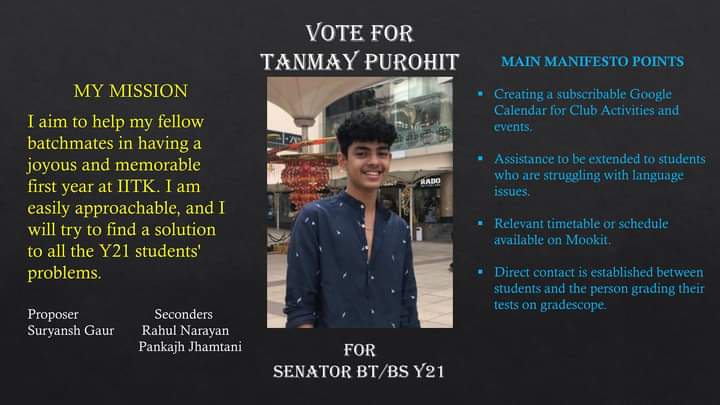 VOTE FOR
TANMAY PUROHIT
MY MISSION
I aim to help my fellow
batchmates in having a
joyous and memorable
first year at IITK. I am
easily approachable, and I
will try to find a solution
to all the Y21 students'
problems.
Proposer Seconders
Suryansh Gaur Rahul Narayan
Pankajh Jhamtani
RADO
FOR
SENATOR BT/BS Y21
MAIN MANIFESTO POINTS
▪ Creating a subscribable Google
Calendar for Club Activities and
events.
▪ Assistance to be extended to students
who are struggling with language
issues.
▪ Relevant timetable or schedule
available on Mookit.
▪ Direct contact is established between
students and the person grading their
tests on gradescope.